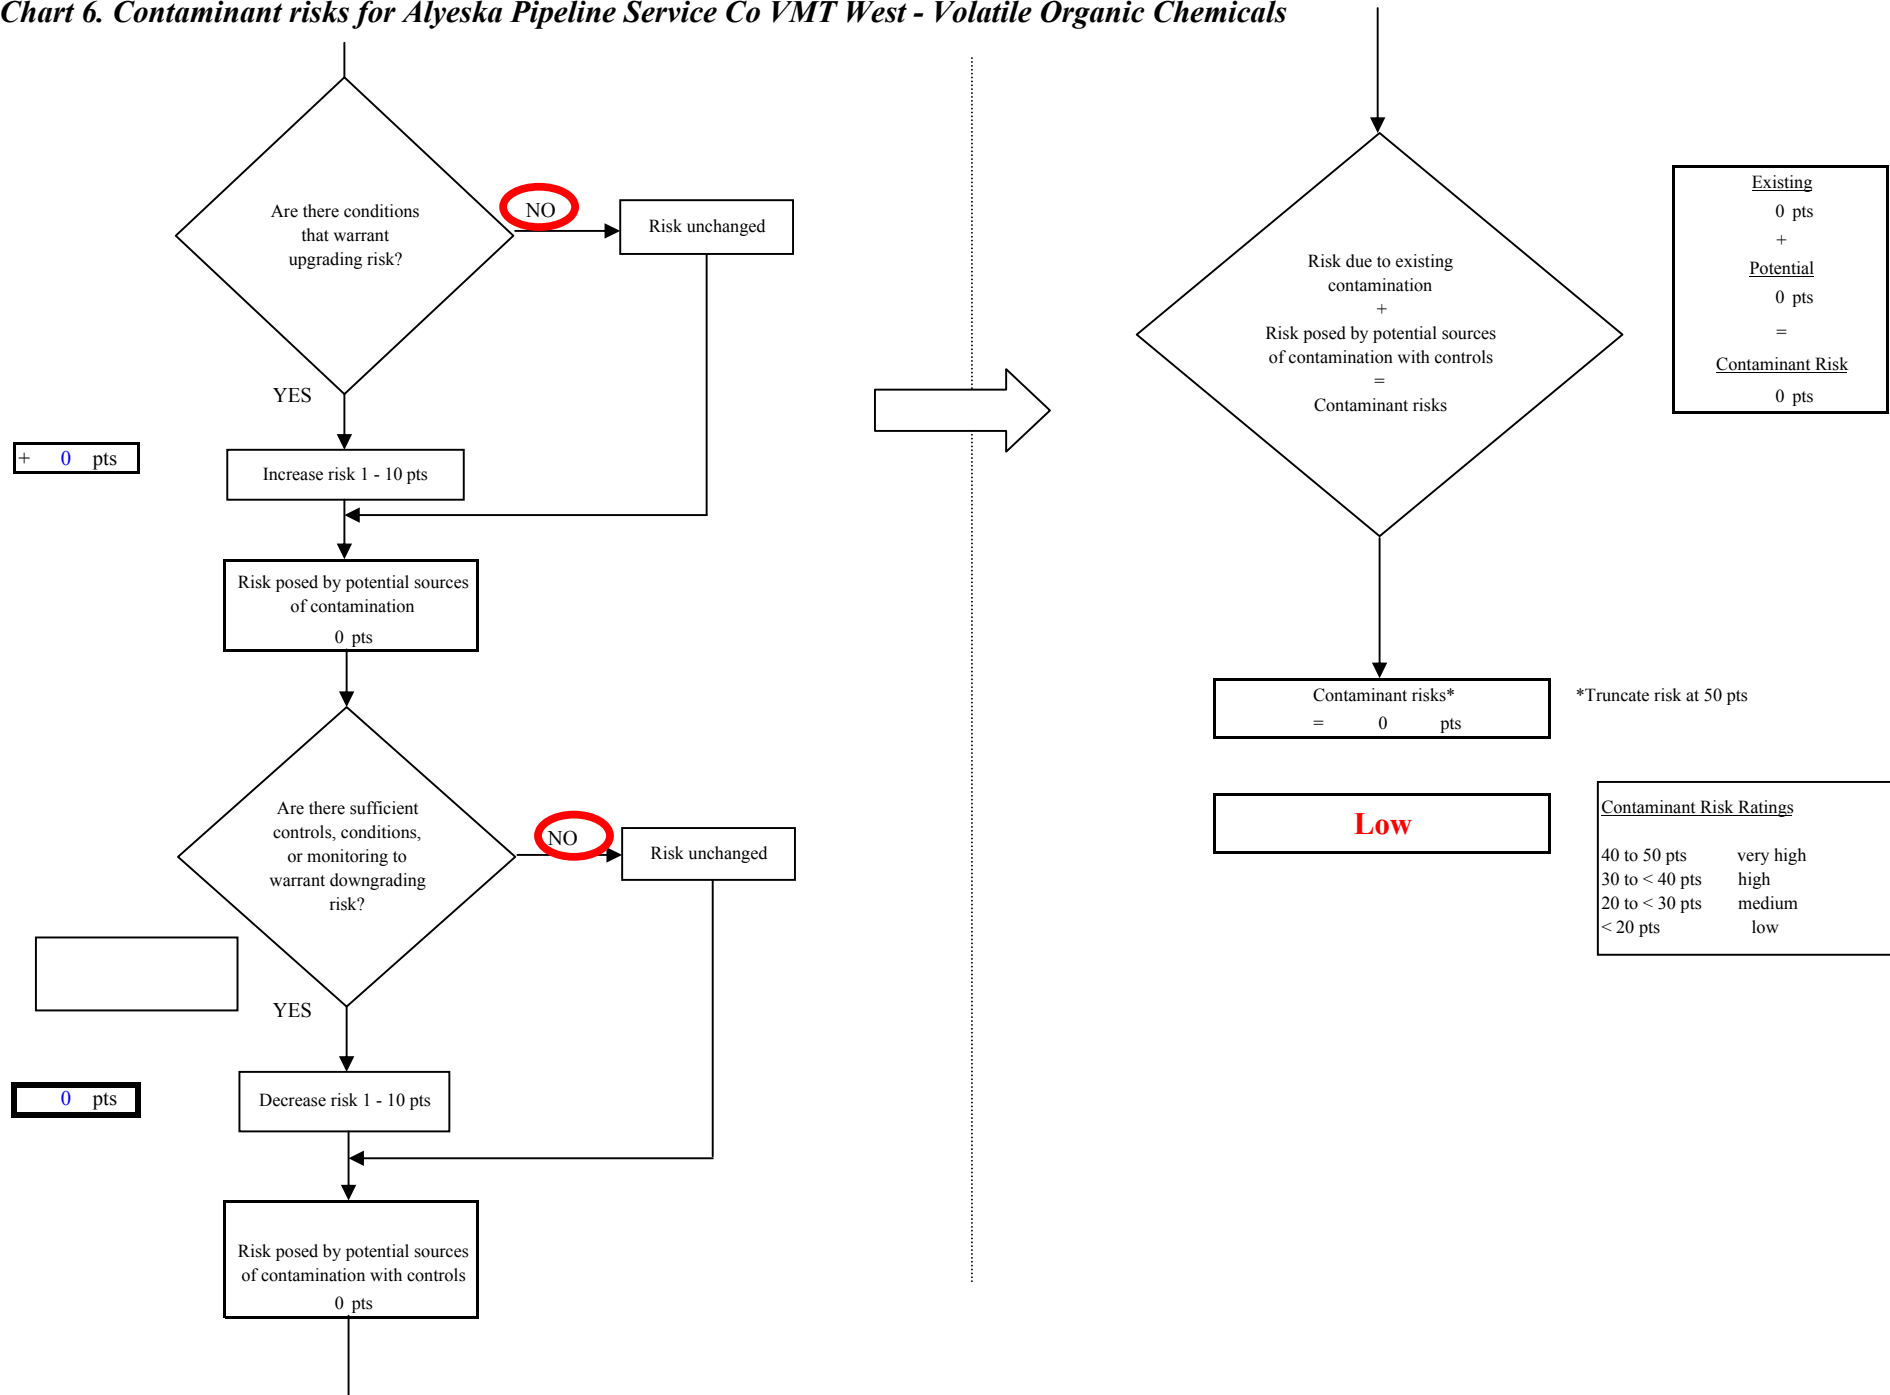 Chart 6. Contaminant risks for Alyeska Pipeline Service Co VMT West - Volatile Organic Chemicals
Are there conditions
that warrant
upgrading risk?
NO
Risk unchanged
YES
+ 0 pts
Increase risk 1 - 10 pts
Risk posed by potential sources
of contamination
0 pts
Are there sufficient
controls, conditions,
or monitoring to
warrant downgrading
risk?
NO
Risk unchanged
YES
0 pts
Decrease risk 1 - 10 pts
Risk posed by potential sources
of contamination with controls
0 pts
Risk due to existing
contamination
+
Risk posed by potential sources
of contamination with controls
=
Contaminant risks
Existing
0 pts
+
Potential
0 pts
=
Contaminant Risk
0 pts
Contaminant risks*
= 0 pts
*Truncate risk at 50 pts
Low
Contaminant Risk Ratings
40 to 50 pts very high
30 to < 40 pts high
20 to < 30 pts medium
< 20 pts low